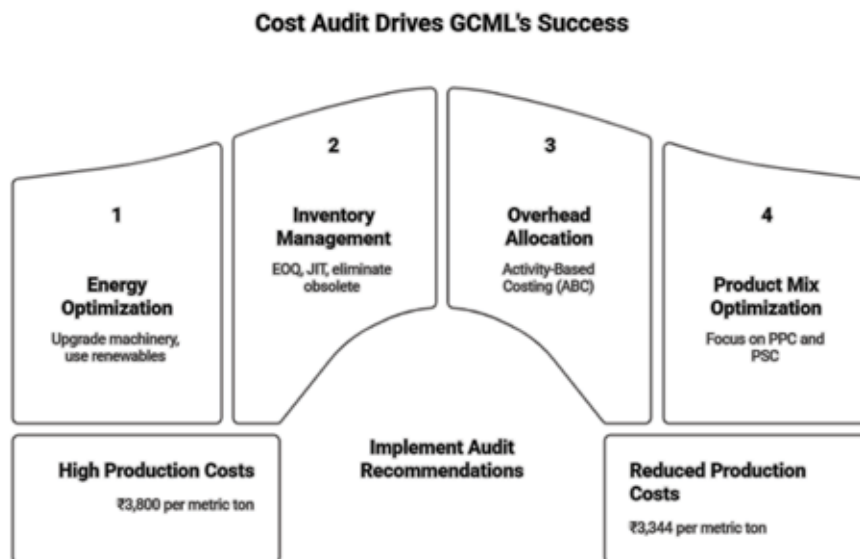 Cost Audit Drives GCML's Success
1
Energy
Optimization
Upgrade machinery,
use renewables
2
Inventory
Management
EOQ, JIT, eliminate
obsolete
3
Overhead
Allocation
Activity-Based
Costing (ABC)
4
Product Mix
Optimization
Focus on PPC and
PSC
High Production Costs
₹3,800 per metric ton
Implement Audit
Recommendations
Reduced Production
Costs
₹3,344 per metric ton